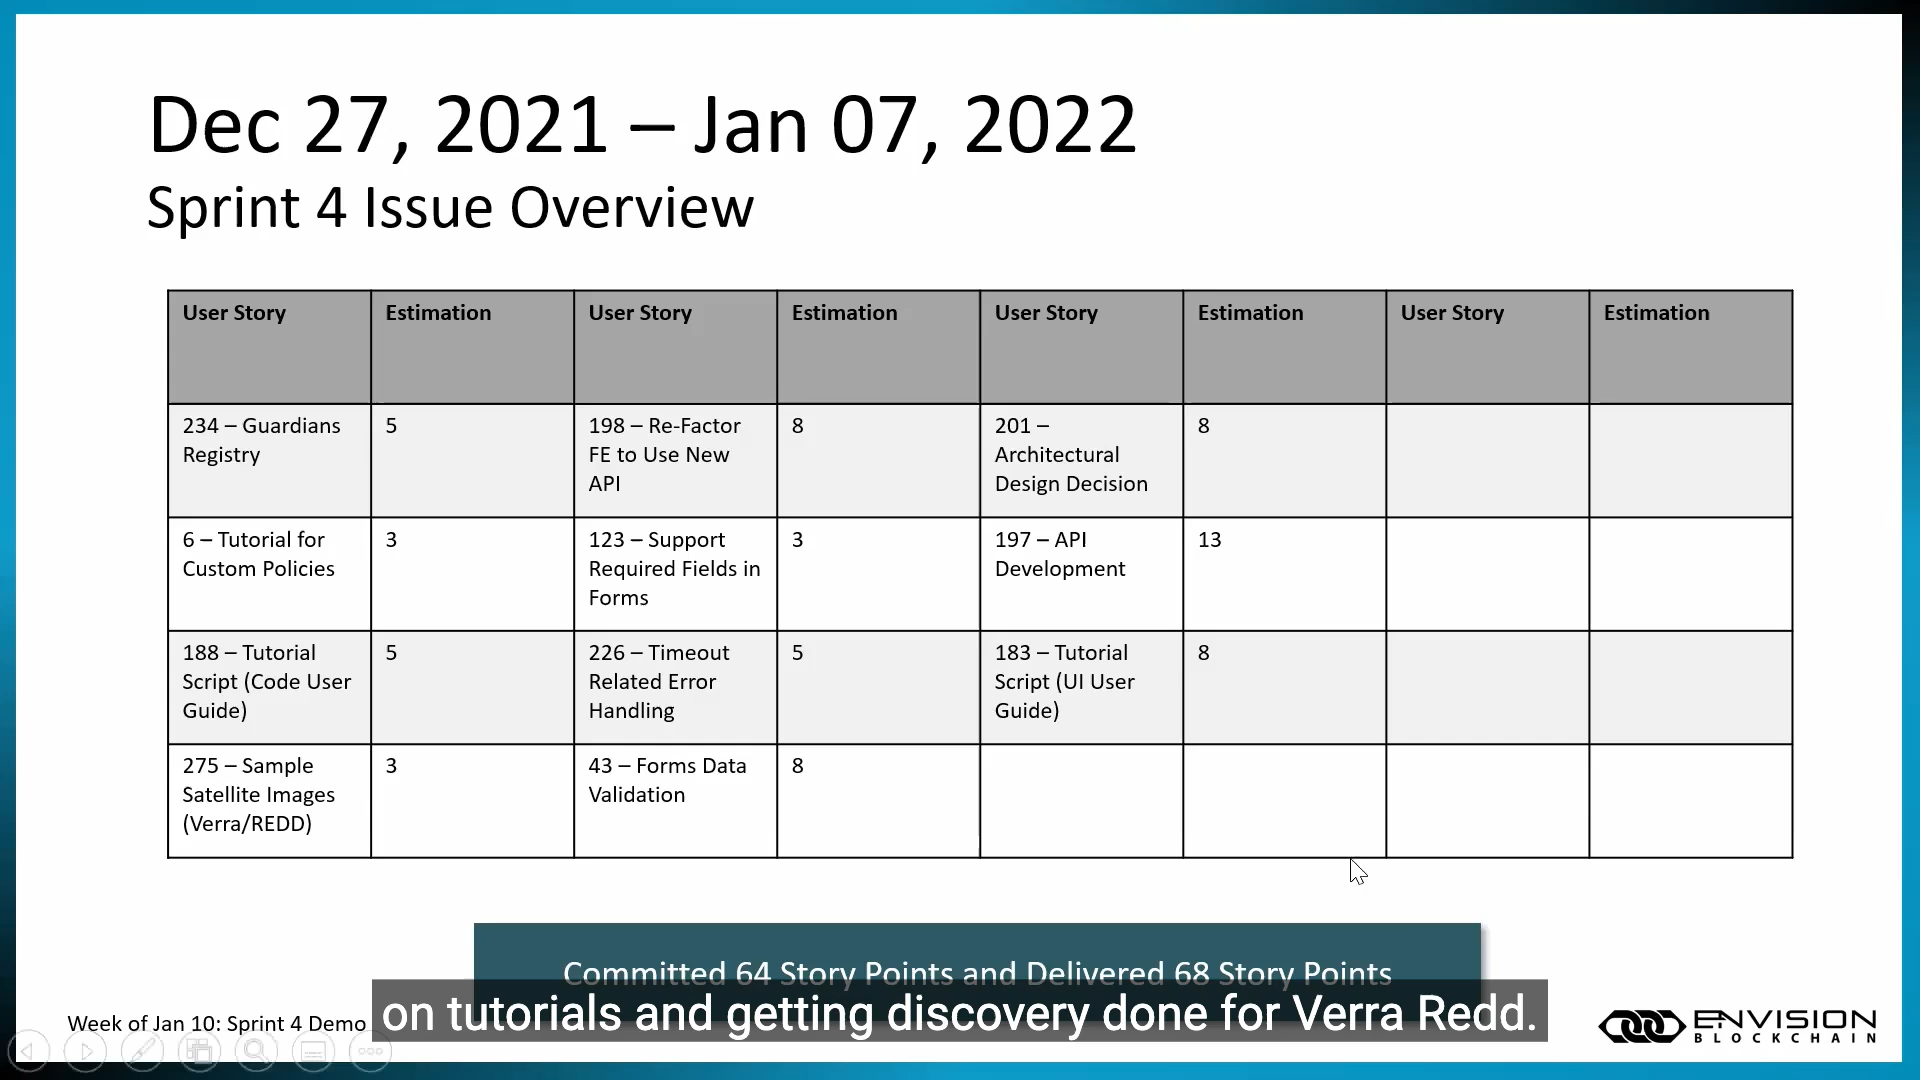 Dec 27, 2021 – Jan 07, 2022
Sprint 4 Issue Overview
User Story Estimation User Story Estimation User Story Estimation User Story Estimation
234 – Guardians
Registry
5
198 – Re-Factor
FE to Use New
API
8
201 –
Architectural
Design Decision
8
6 – Tutorial for
Custom Policies
3
123 – Support
Required Fields in
Forms
3
197 – API
Development
13
188 – Tutorial
Script (Code User
Guide)
5
226 – Timeout
Related Error
Handling
5
183 – Tutorial
Script (UI User
Guide)
8
275 – Sample
Satellite Images
(Verra/REDD)
3
43 – Forms Data
Validation
8
Committed 64 Story Points and Delivered 68 Story Points
on tutorials and getting discovery done for Verra Redd.
Week of Jan 10: Sprint 4 Demo
ENVISION
BLOCKCHAIN